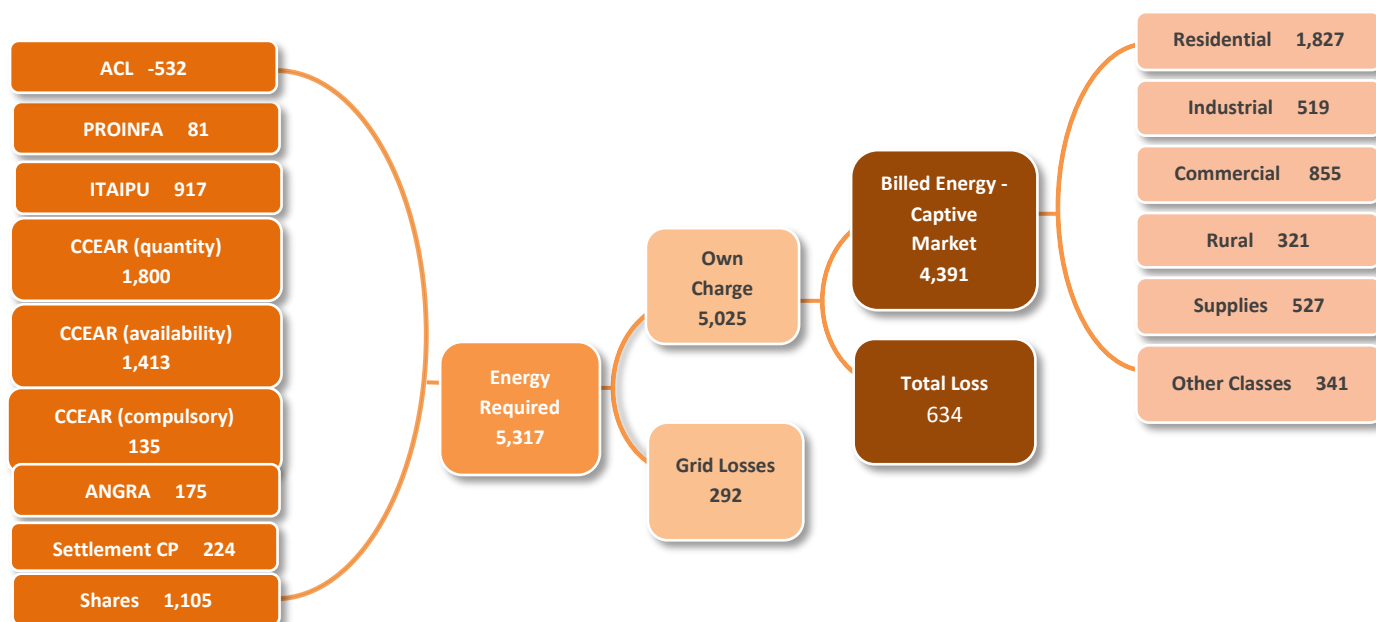 ACL -532
PROINFA 81
ITAIPU 917
CCEAR (quantity)
1,800
CCEAR (availability)
1,413
CCEAR (compulsory)
135
ANGRA 175
Settlement CP 224
Shares 1,105
Energy
Required
5,317
Own
Charge
5,025
Grid Losses
292
Billed Energy -
Captive
Market
4,391
Total Loss
634
Residential 1,827
Industrial 519
Commercial 855
Rural 321
Supplies 527
Other Classes 341